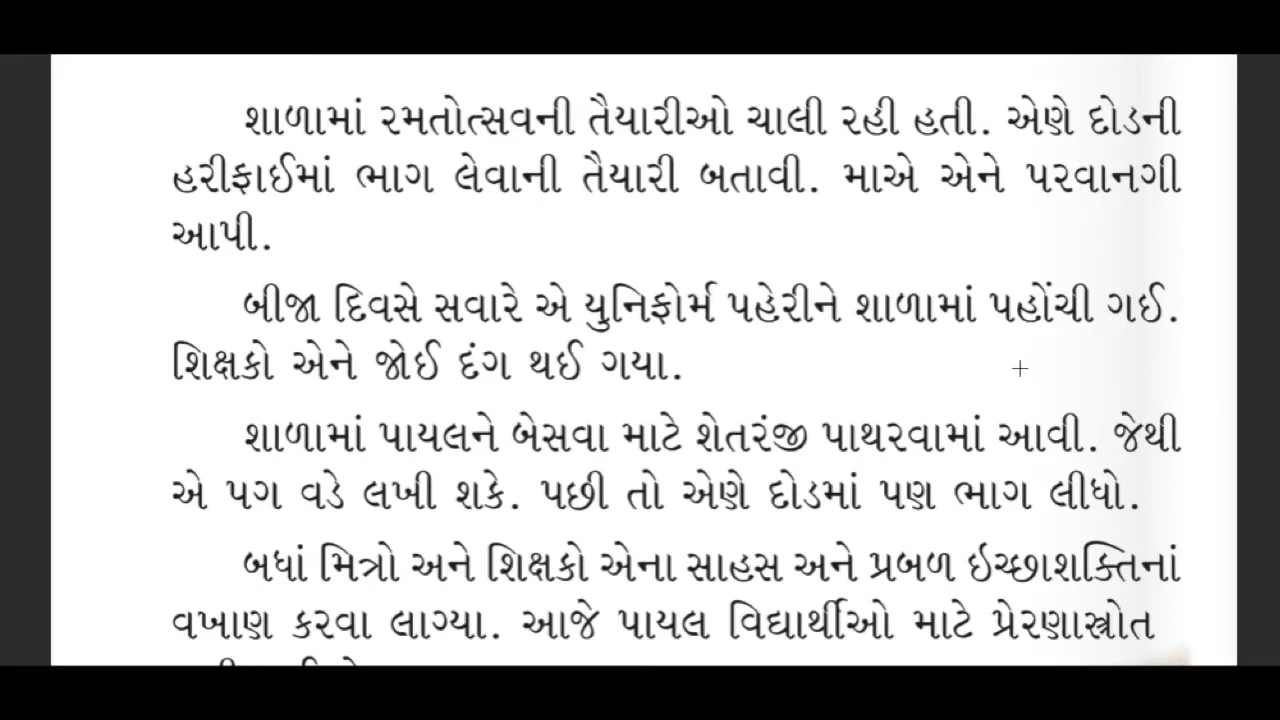 શાળામાં રમતોત્સવની તૈયારીઓ ચાલી રહી હતી. એણે દોડની
હરીફાઈમાં ભાગ લેવાની તૈયારી બતાવી. માએ એને પરવાનગી
આપી.
બીજા દિવસે સવારે એ યુનિફોર્મ પહેરીને શાળામાં પહોંચી ગઈ.
શિક્ષકો એને જોઈ દંગ થઈ ગયા.
શાળામાં પાયલને બેસવા માટે શેતરંજી પાથરવામાં આવી. જેથી
એ પગ વડે લખી શકે. પછી તો એણે દોડમાં પણ ભાગ લીધો.
બધાં મિત્રો અને શિક્ષકો એના સાહસ અને પ્રબળ ઇચ્છાશક્તિનાં
વખાણ કરવા લાગ્યા. આજે પાયલ વિદ્યાર્થીઓ માટે પ્રેરણાસ્ત્રોત